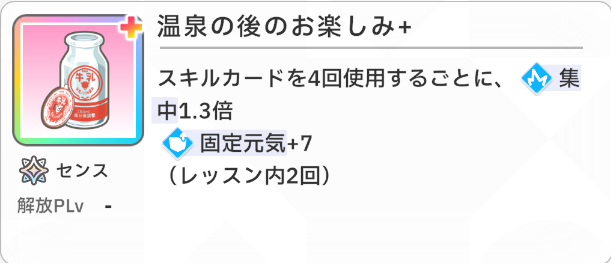 温泉の後のお楽しみ+
スキルカードを4回使用するごとに、 集
中1.3倍
固定元気+7
（レッスン内2回）
牛乳
センス
解放PLv -